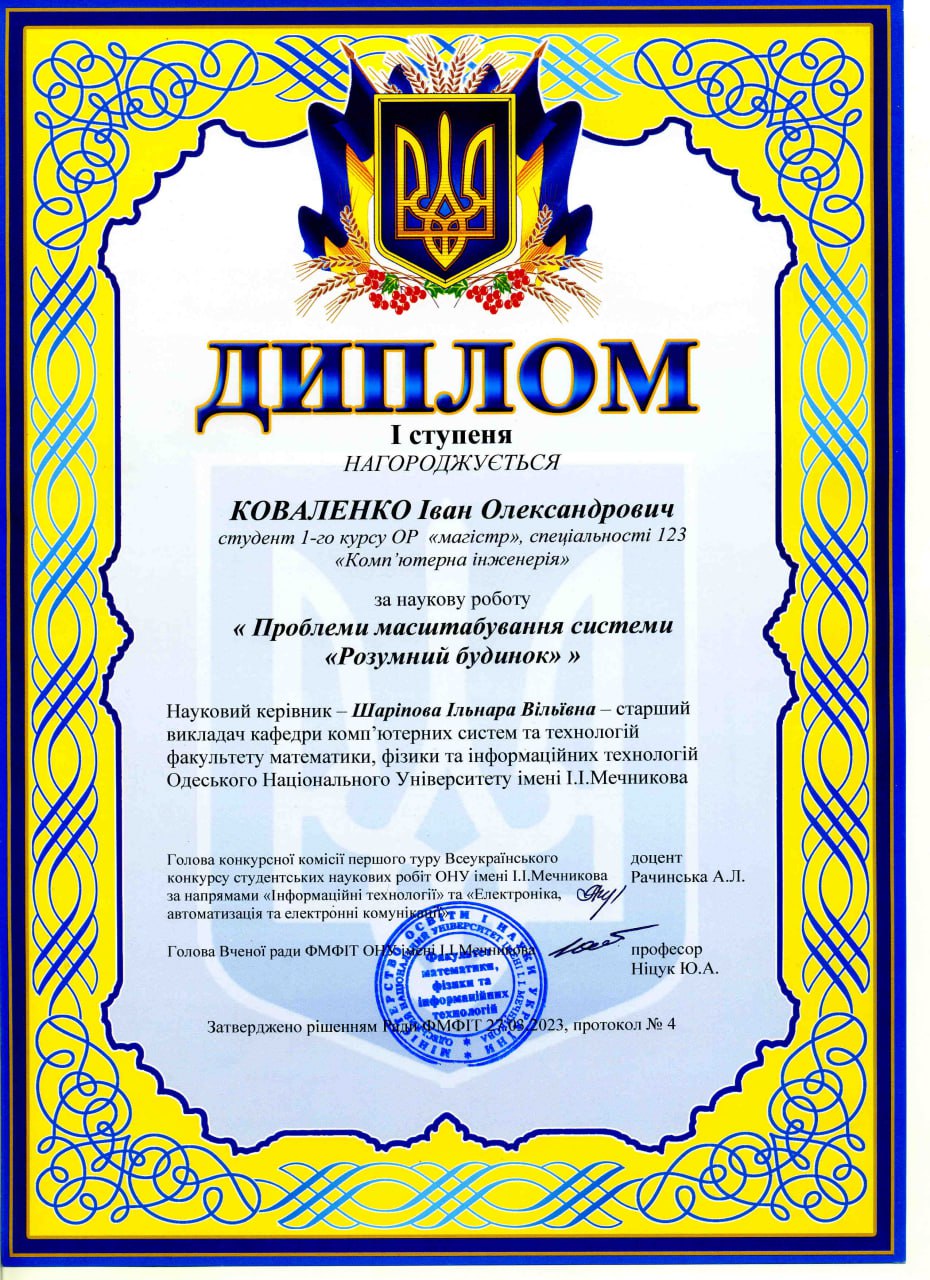 ДИПЛОМ
І ступеня
НАГОРОДЖУЄТЬСЯ
КОВАЛЕНКО Іван Олександрович
студент 1-го курсу ОР «магістр», спеціальності 123
«Комп’ютерна інженерія»
за наукову роботу
« Проблеми масштабування системи
«Розумний будинок» »
Науковий керівник – Шаріпова Ільнара Вільївна – старший
викладач кафедри комп’ютерних систем та технологій
факультету математики, фізики та інформаційних технологій
Одеського Національного Університету імені І.І.Мечникова
Голова конкурсної комісії першого туру Всеукраїнського
конкурсу студентських наукових робіт ОНУ імені І.І.Мечникова
за напрямами «Інформаційні технології» та «Електроніка,
автоматизація та електронні комунікації»
доцент
Рачинська А.Л.
Голова Вченої ради ФМФІТ ОНУ імені І.І.Мечникова
професор
Ніцук Ю.А.
Затверджено рішенням Ради ФМФІТ 27.03.2023, протокол № 4
МІНІСТЕРСТВО ОСВІТИ І НАУКИ УКРАЇНИ
факультет
математики,
фізики та
інформаційних
технологій